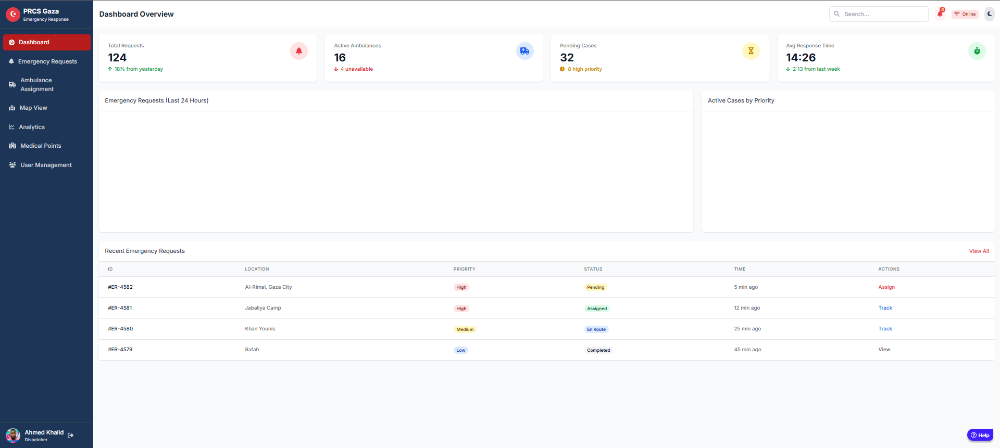 PRCS Gaza
Emergency Response
Dashboard
Emergency Requests
Ambulance
Assignment
Map View
Analytics
Medical Points
User Management
Ahmed Khalid
Dispatcher
Dashboard Overview
Search...
4
Online
Total Requests
124
18% from yesterday
Active Ambulances
16
4 unavailable
Pending Cases
32
8 high priority
Avg Response Time
14:26
2:13 from last week
Emergency Requests (Last 24 Hours)
Active Cases by Priority
Recent Emergency Requests
View All
ID LOCATION PRIORITY STATUS TIME ACTIONS
#ER-4582 Al-Rimal, Gaza City High Pending 5 min ago Assign
#ER-4581 Jabaliya Camp High Assigned 12 min ago Track
#ER-4580 Khan Younis Medium En Route 25 min ago Track
#ER-4579 Rafah Low Completed 45 min ago View
Help